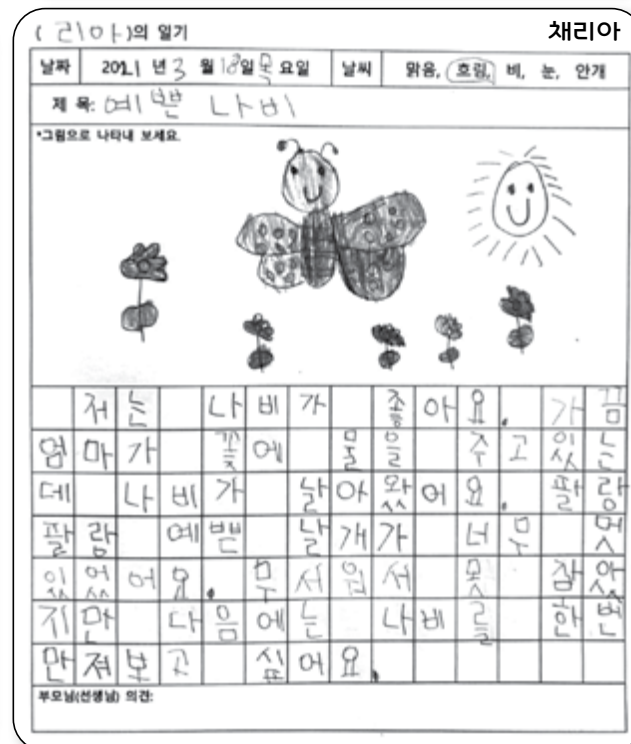 (리아)의 일기 채리아
날짜 2021 년 3 월 18일 목요일 날씨 맑음, 흐림, 비, 눈, 안개
제 목: 예쁜 나비
*그림으로 나타내 보세요.
저는 나비가 좋아요. 가끔
엄마가 꽃에 물을 주고 있는
데 나비가 날아왔어요. 팔랑
팔람 예쁜 날개가 너무 멋
있었어요. 무서워서 못 잡았
지만 다음에는 나비를 한번
만져보고 싶어요.
부모님(선생님) 의견: